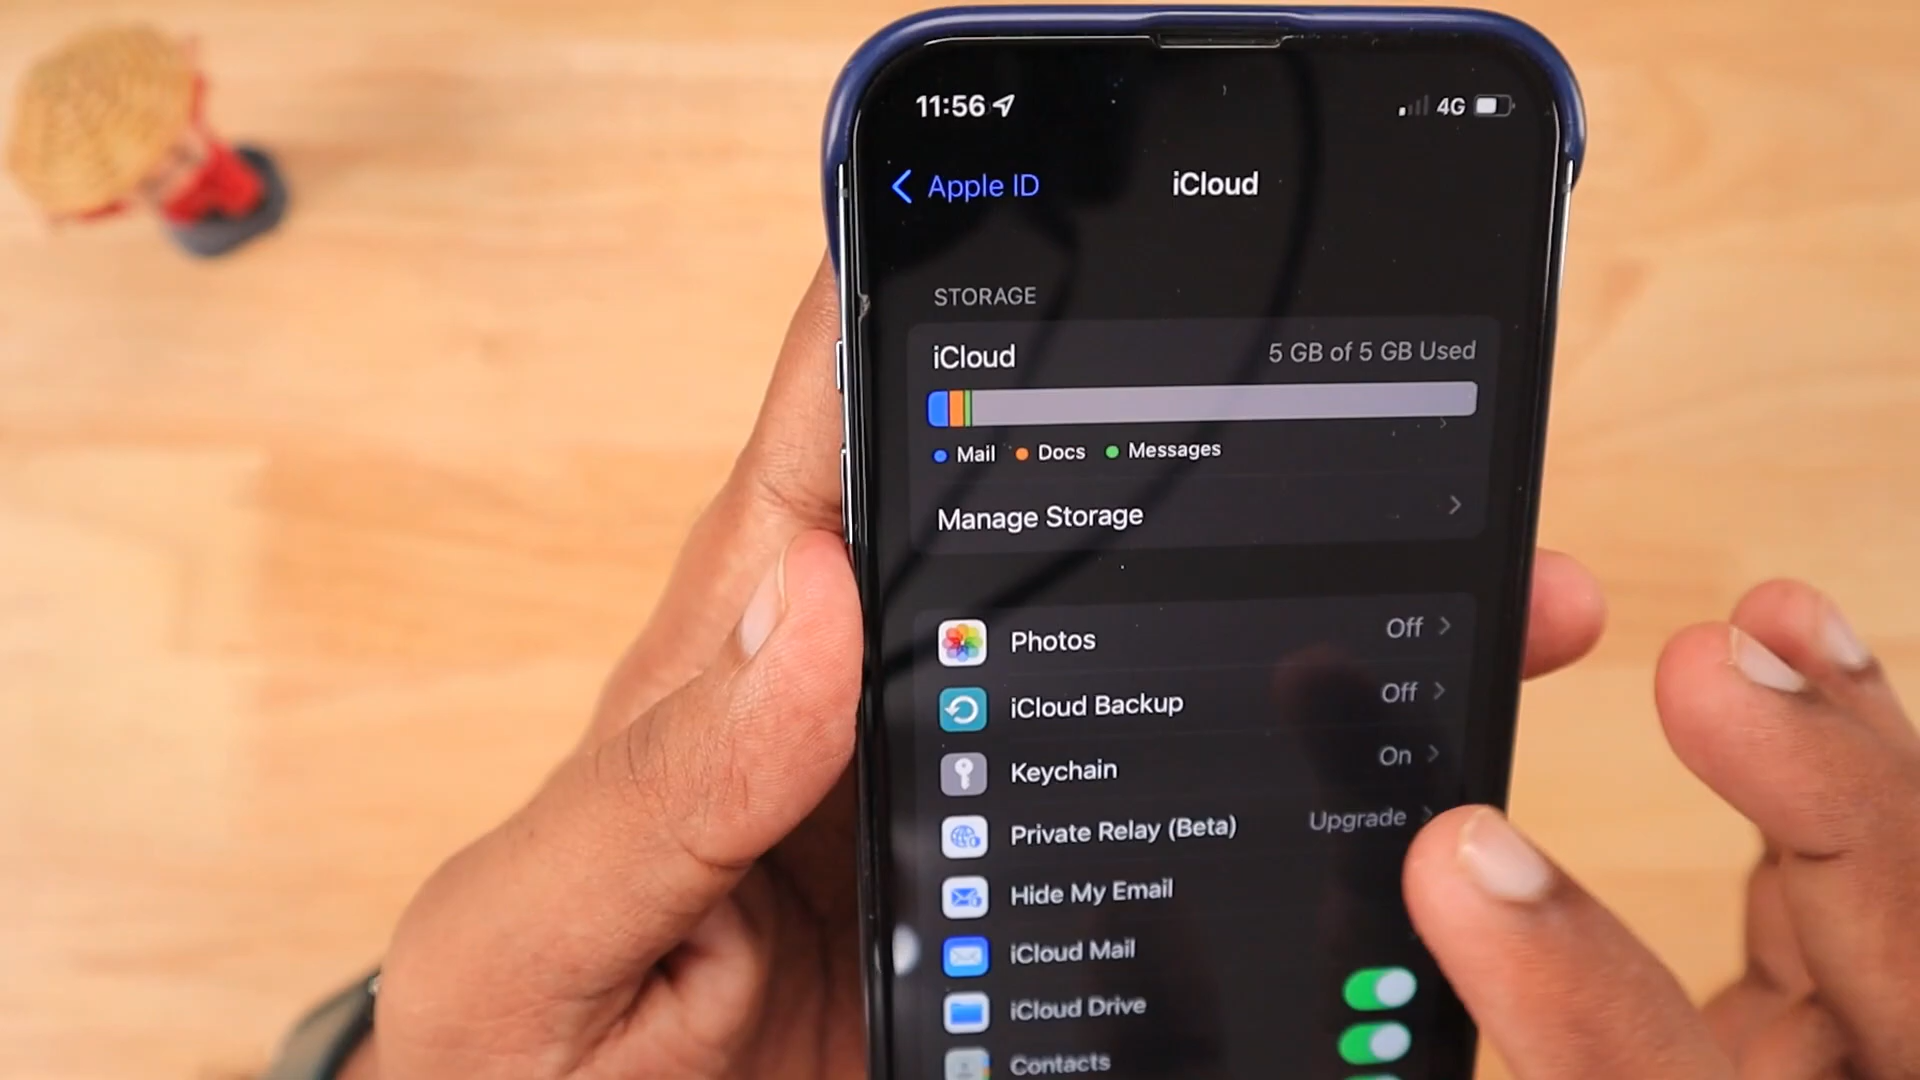 11:56 4G
Apple ID iCloud
STORAGE
iCloud 5 GB of 5 GB Used
Mail Docs Messages
Manage Storage
Photos Off
iCloud Backup Off
Keychain On
Private Relay (Beta) Upgrade
Hide My Email
iCloud Mail
iCloud Drive
Contacts